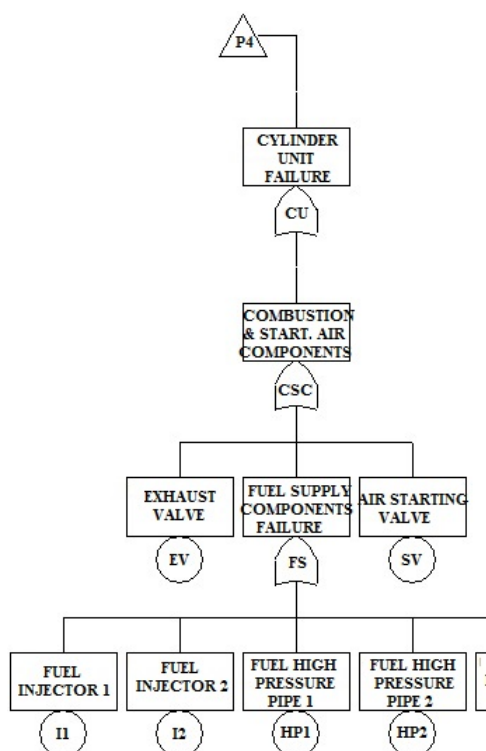 P4
CYLINDER
UNIT
FAILURE
CU
COMBUSTION
& START. AIR
COMPONENTS
CSC
EXHAUST
VALVE
FUEL SUPPLY
COMPONENTS
FAILURE
AIR STARTING
VALVE
EV
FS
SV
FUEL
INJECTOR 1
FUEL
INJECTOR 2
FUEL HIGH
PRESSURE
PIPE 1
FUEL HIGH
PRESSURE
PIPE 2
I1
I2
HP1
HP2